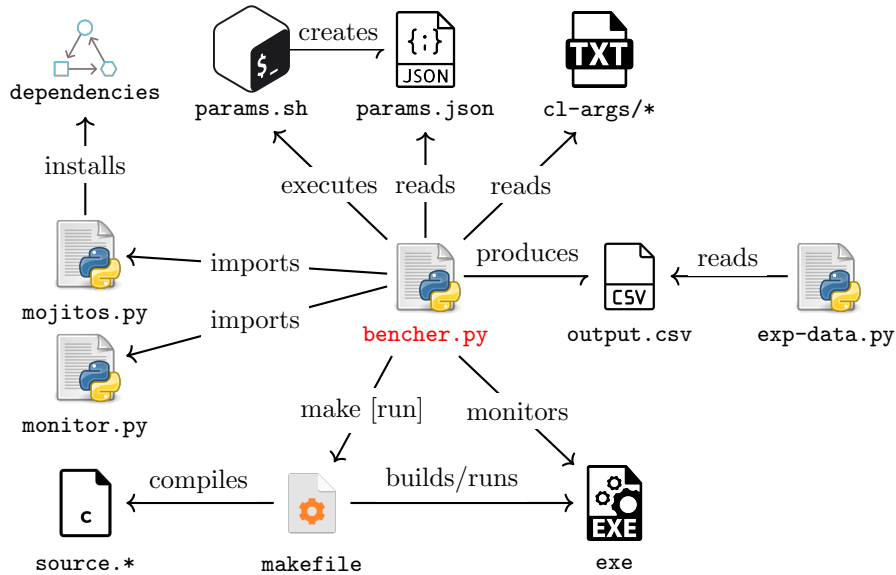 creates
{;}
JSON
TXT
$_
dependencies
params.sh
params.json
cl-args/*
installs
executes
reads
reads
imports
produces
reads
CSV
mojitos.py
imports
bencher.py
output.csv
exp-data.py
monitor.py
make [run]
monitors
compiles
builds/runs
c
EXE
source.*
makefile
exe